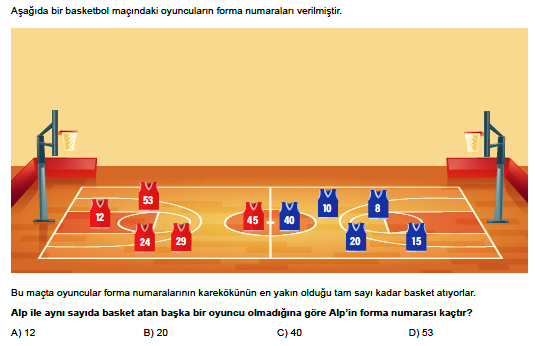 Aşağıda bir basketbol maçındaki oyuncuların forma numaraları verilmiştir.
53
12
45
40
10
8
24
29
20
15
Bu maçta oyuncular forma numaralarının karekökünün en yakın olduğu tam sayı kadar basket atıyorlar.
Alp ile aynı sayıda basket atan başka bir oyuncu olmadığına göre Alp'in forma numarası kaçtır?
A) 12 B) 20 C) 40 D) 53